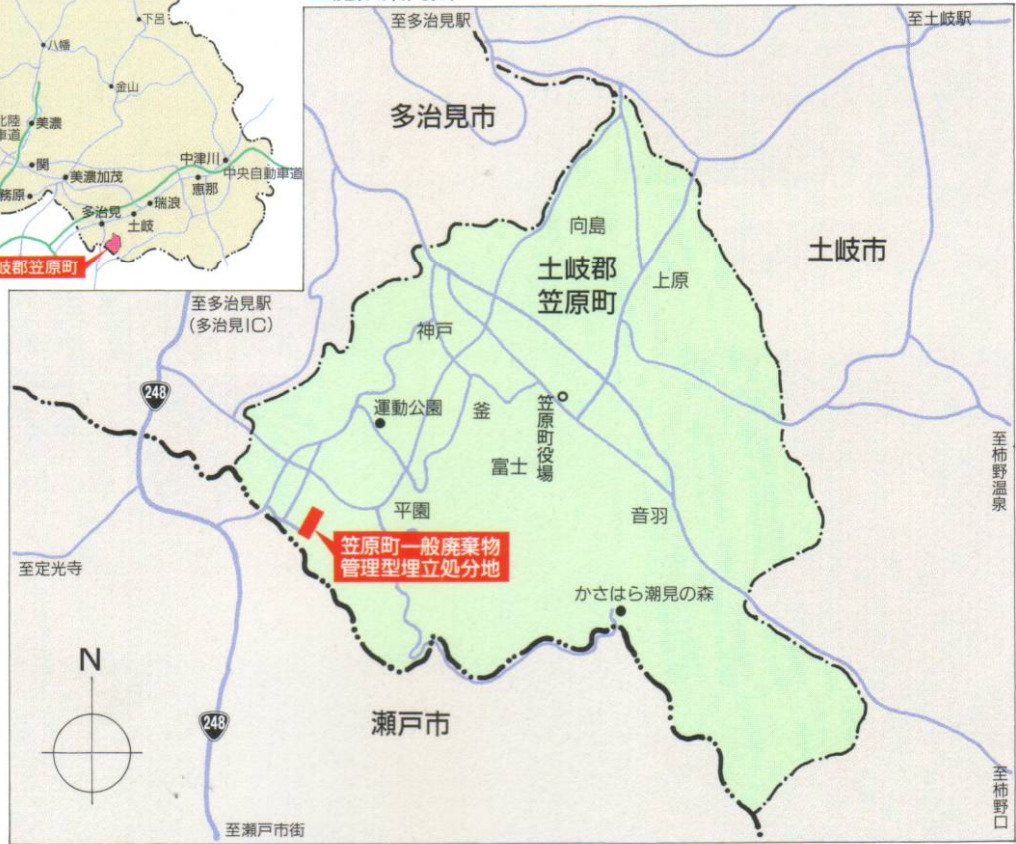 下呂
八幡
金山
美濃
関
美濃加茂
中津川
中央自動車道
恵那
瑞浪
多治見
土岐
岐郡笠原町
至多治見駅
至土岐駅
多治見市
向島
土岐郡
笠原町
上原
土岐市
至多治見駅
(多治見IC)
神戸
248
運動公園
釜
笠原町役場
富士
至柿野温泉
平園
音羽
笠原町一般廃棄物
管理型埋立処分地
至定光寺
かさはら潮見の森
N
瀬戸市
248
至柿野口
至瀬戸市街